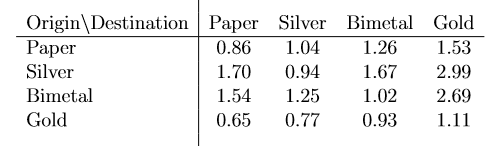 Origin\Destination Paper Silver Bimetal Gold
Paper 0.86 1.04 1.26 1.53
Silver 1.70 0.94 1.67 2.99
Bimetal 1.54 1.25 1.02 2.69
Gold 0.65 0.77 0.93 1.11